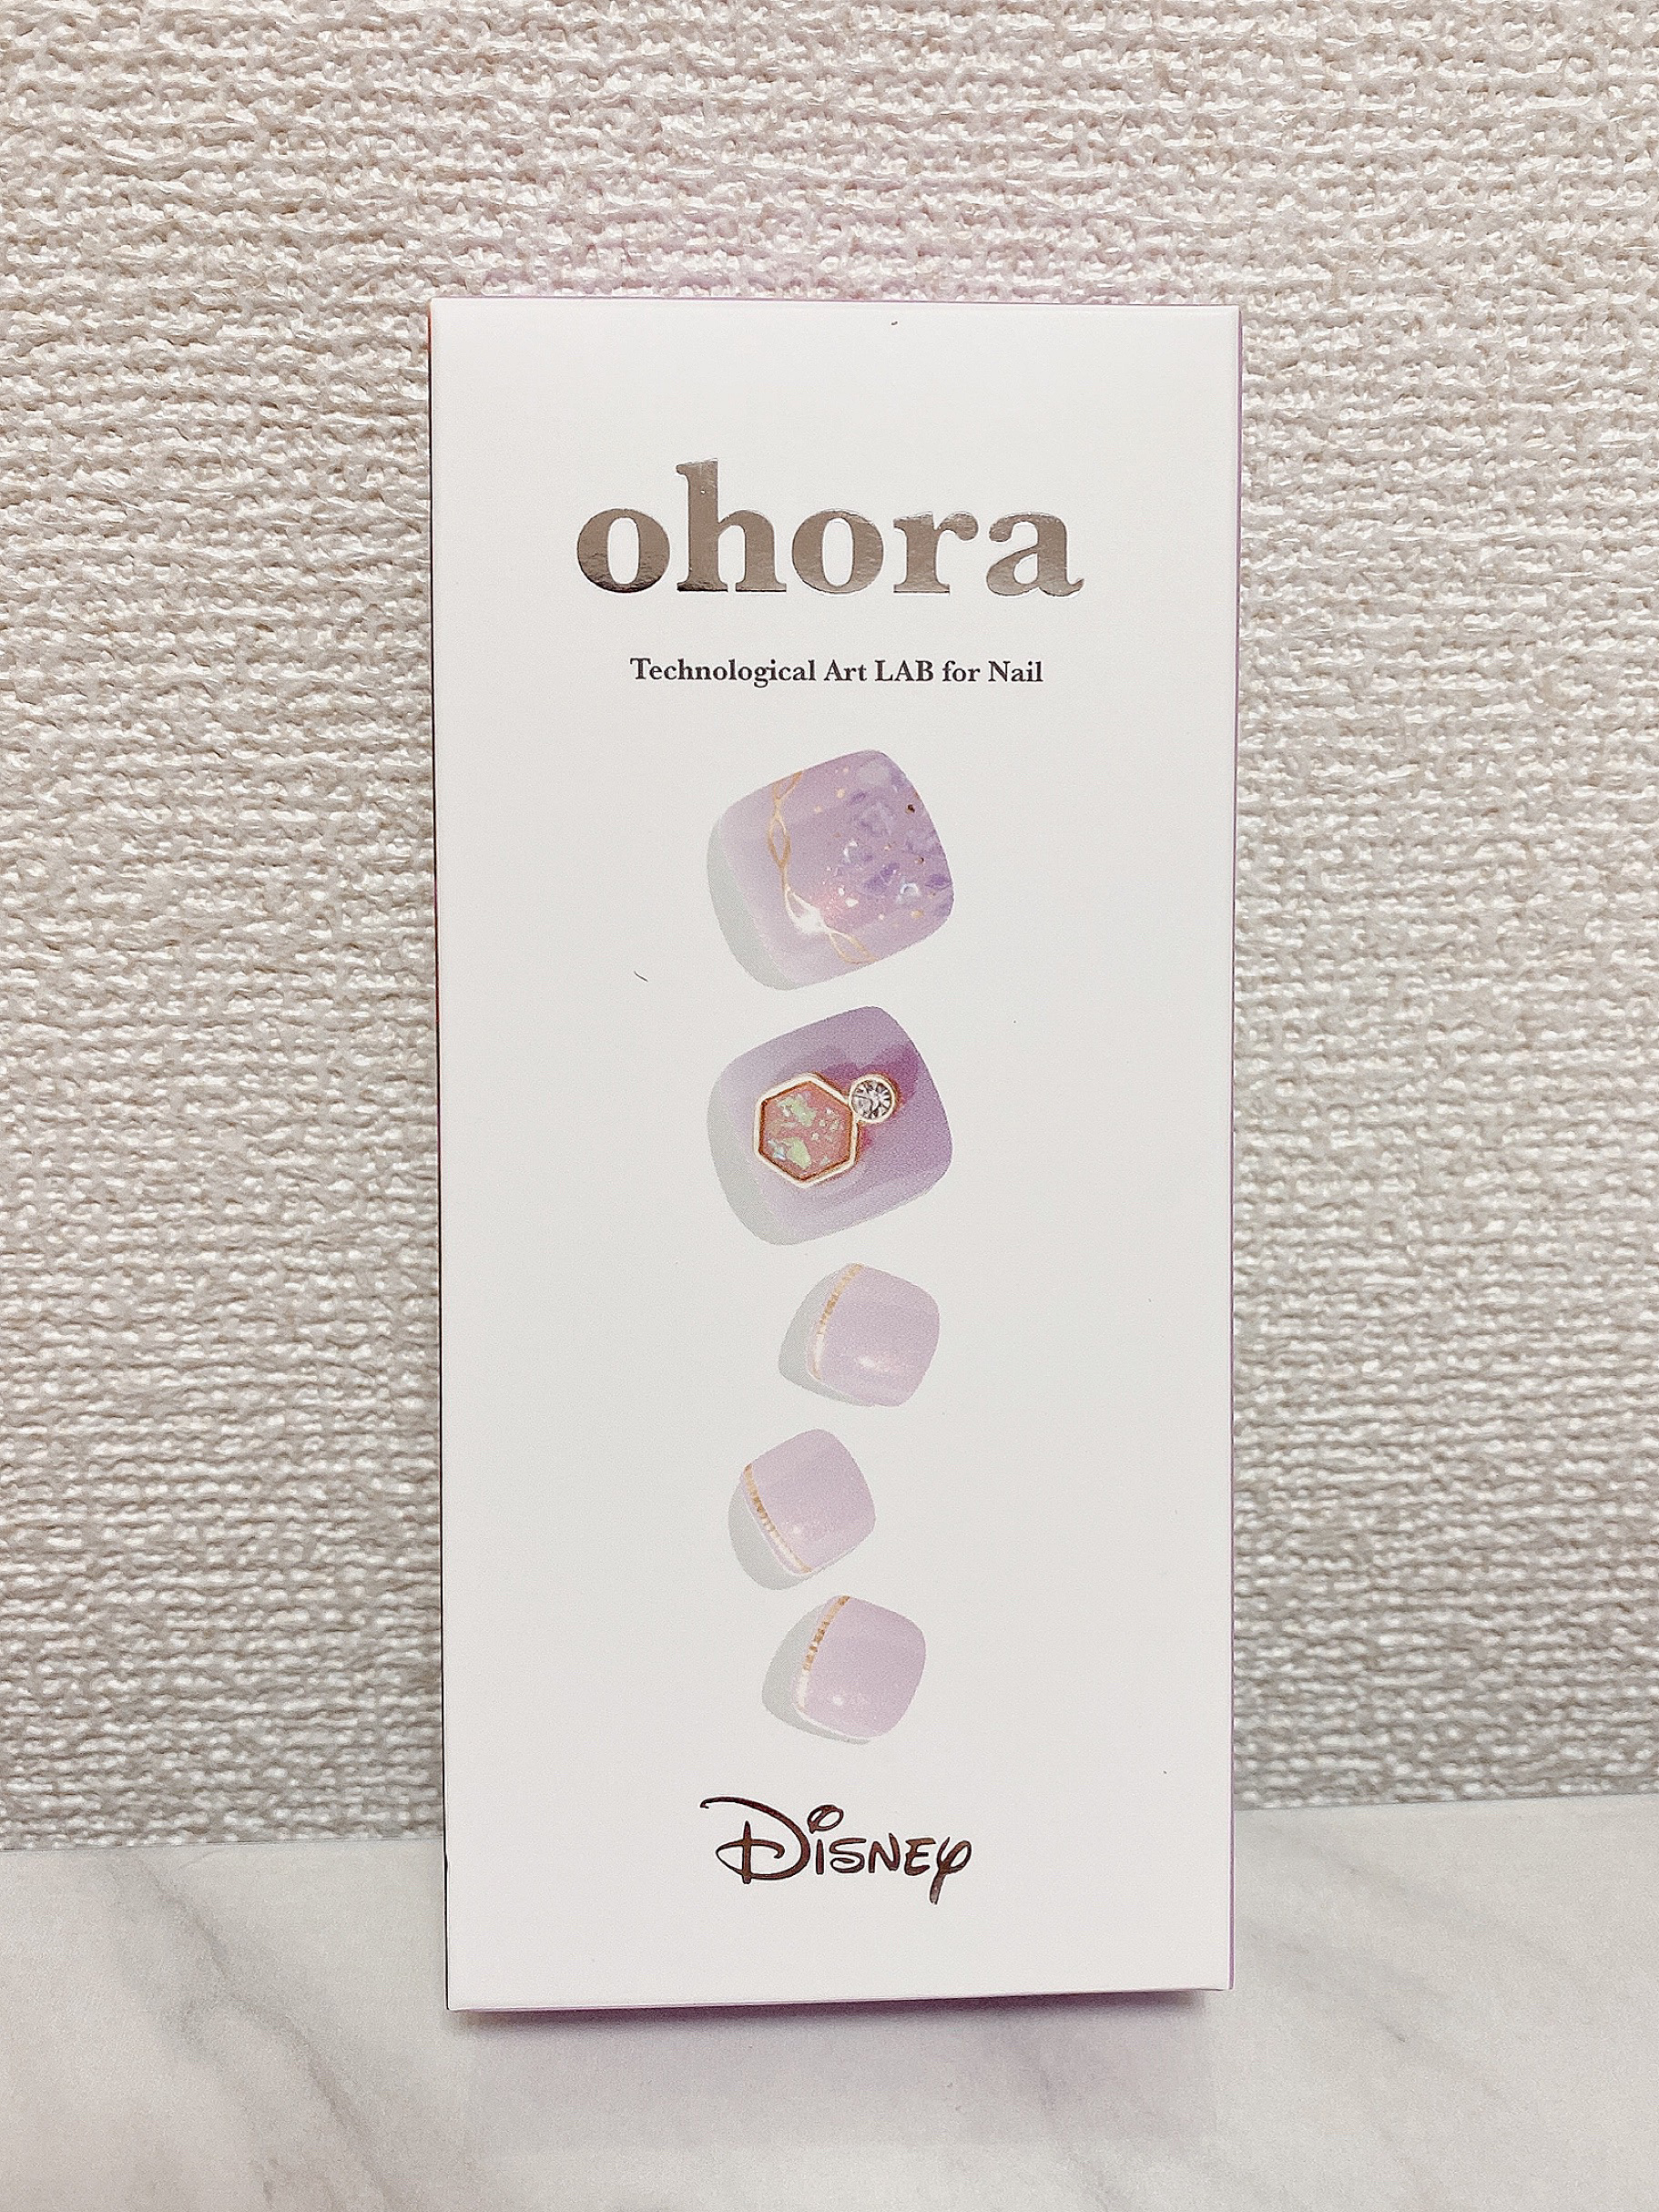 ohora
Technological Art LAB for Nail
Disney